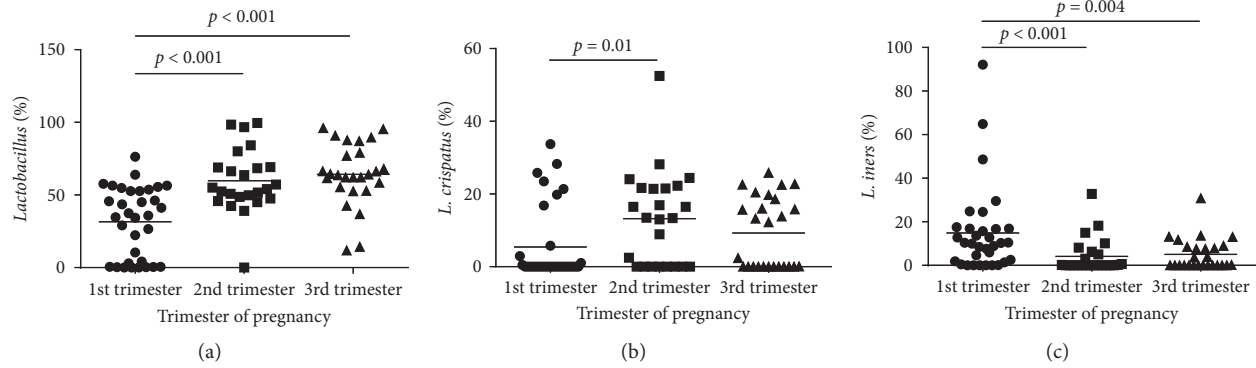 p < 0.001
p < 0.001
150
100
50
0
Lactobacillus (%)
1st trimester 2nd trimester 3rd trimester
Trimester of pregnancy
(a)
p = 0.01
60
40
20
0
L. crispatus (%)
1st trimester 2nd trimester 3rd trimester
Trimester of pregnancy
(b)
p = 0.004
p < 0.001
100
80
60
40
20
0
L. iners (%)
1st trimester 2nd trimester 3rd trimester
Trimester of pregnancy
(c)